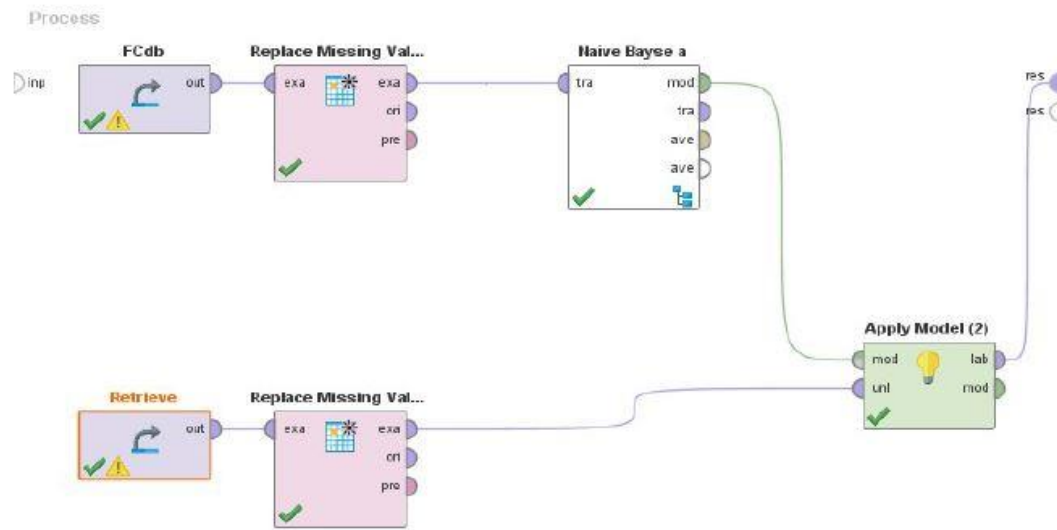 Process
FCdb
Replace Missing Val...
Naive Bayse a
inp
out
exa
exa
ori
pre
tra
mod
tra
ave
ave
res
res
Apply Model (2)
mod
lab
unl
mod
Retrieve
Replace Missing Val...
out
exa
exa
ori
pre